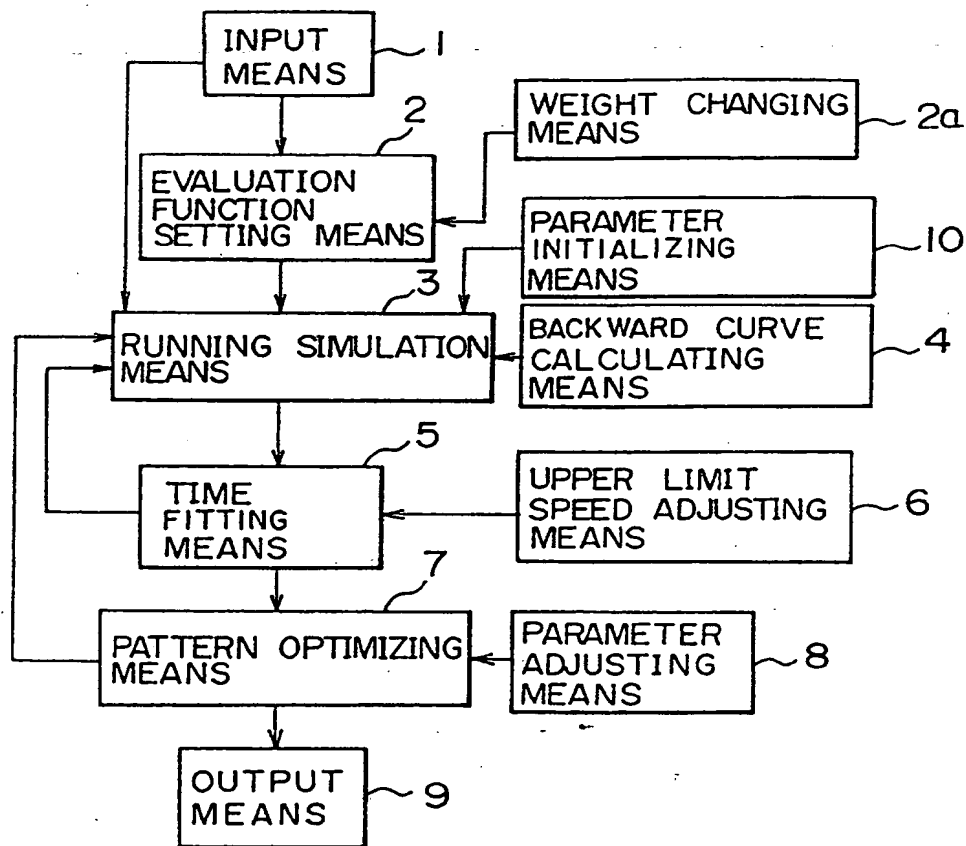 INPUT
MEANS
1
2
EVALUATION
FUNCTION
SETTING MEANS
WEIGHT CHANGING
MEANS
2a
PARAMETER
INITIALIZING
MEANS
10
3
RUNNING SIMULATION
MEANS
BACKWARD CURVE
CALCULATING
MEANS
4
5
TIME
FITTING
MEANS
UPPER LIMIT
SPEED ADJUSTING
MEANS
6
7
PATTERN OPTIMIZING
MEANS
PARAMETER
ADJUSTING
MEANS
8
OUTPUT
MEANS
9